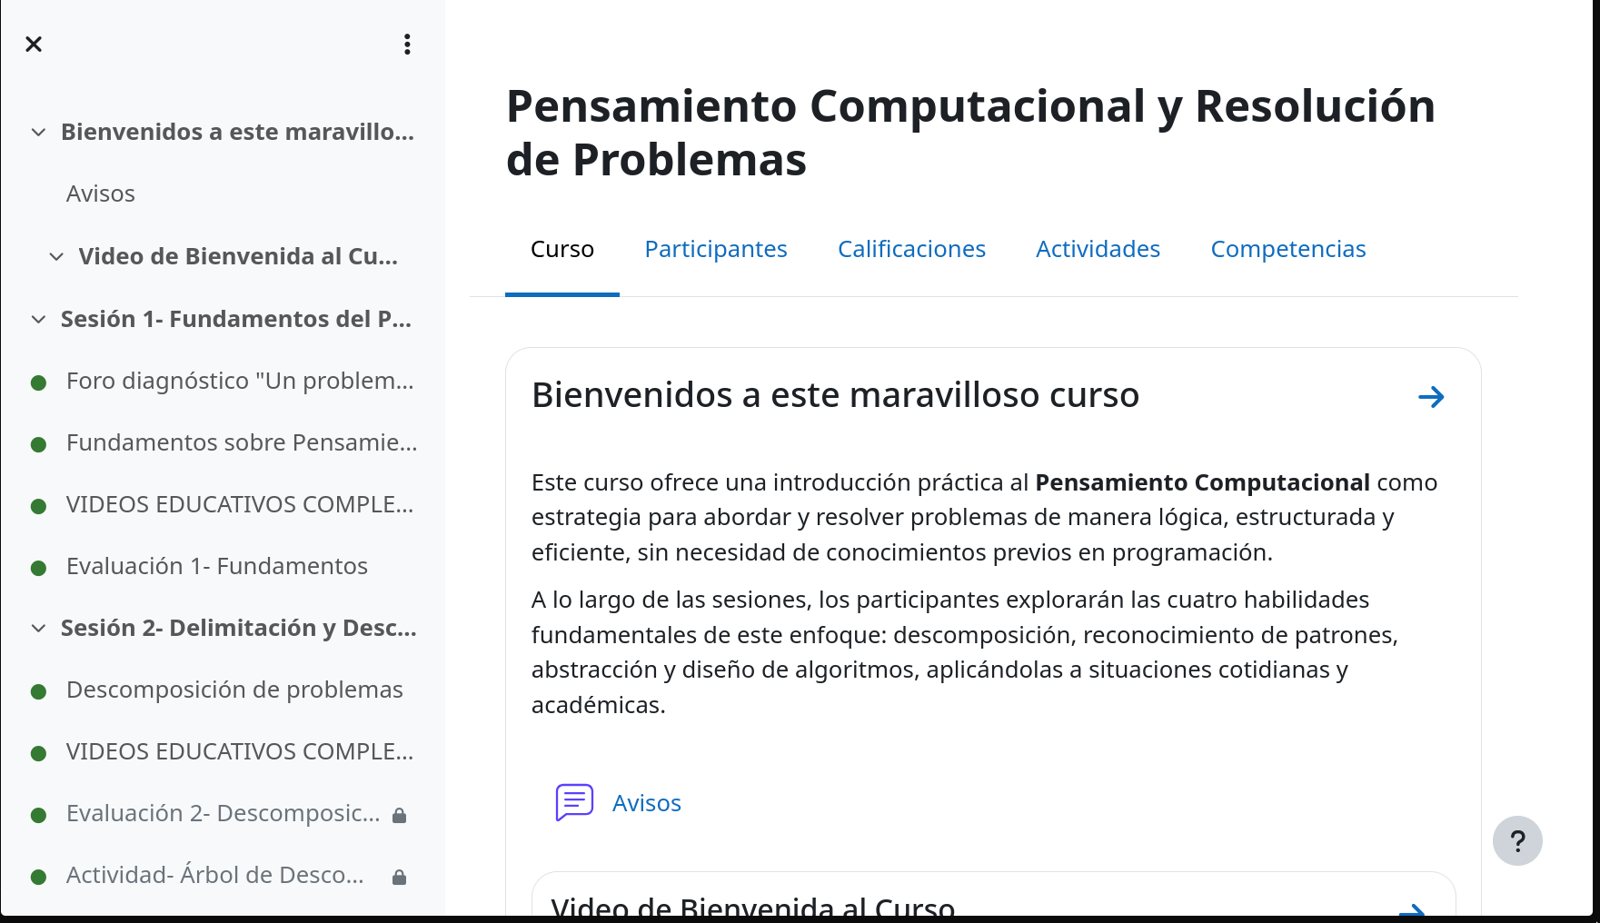 Bienvenidos a este maravillo...
Avisos
Video de Bienvenida al Cu...
Sesión 1- Fundamentos del P...
Foro diagnóstico "Un problem...
Fundamentos sobre Pensamie...
VIDEOS EDUCATIVOS COMPLE...
Evaluación 1- Fundamentos
Sesión 2- Delimitación y Desc...
Descomposición de problemas
VIDEOS EDUCATIVOS COMPLE...
Evaluación 2- Descomposic...
Actividad- Árbol de Desco...
Pensamiento Computacional y Resolución
de Problemas
Curso Participantes Calificaciones Actividades Competencias
Bienvenidos a este maravilloso curso
Este curso ofrece una introducción práctica al Pensamiento Computacional como
estrategia para abordar y resolver problemas de manera lógica, estructurada y
eficiente, sin necesidad de conocimientos previos en programación.
A lo largo de las sesiones, los participantes explorarán las cuatro habilidades
fundamentales de este enfoque: descomposición, reconocimiento de patrones,
abstracción y diseño de algoritmos, aplicándolas a situaciones cotidianas y
académicas.
Avisos
?
Video de Bienvenida al Curso